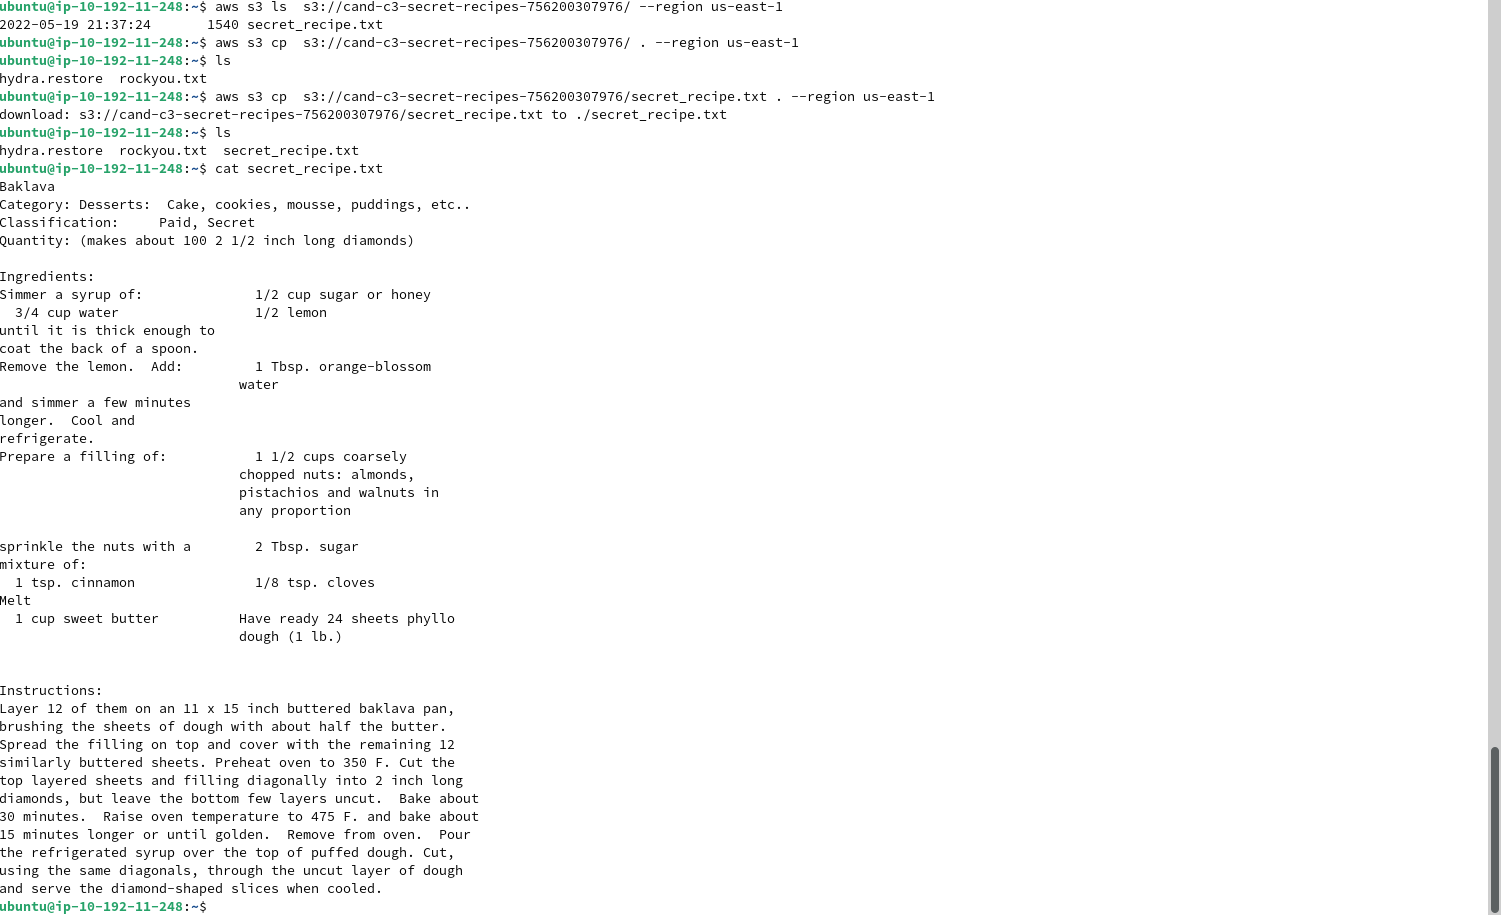 ubuntu@ip-10-192-11-248:~$ aws s3 ls  s3://cand-c3-secret-recipes-756200307976/ --region us-east-1
2022-05-19 21:37:24       1540 secret_recipe.txt
ubuntu@ip-10-192-11-248:~$ aws s3 cp  s3://cand-c3-secret-recipes-756200307976/ . --region us-east-1
ubuntu@ip-10-192-11-248:~$ ls
hydra.restore  rockyou.txt
ubuntu@ip-10-192-11-248:~$ aws s3 cp  s3://cand-c3-secret-recipes-756200307976/secret_recipe.txt . --region us-east-1
download: s3://cand-c3-secret-recipes-756200307976/secret_recipe.txt to ./secret_recipe.txt
ubuntu@ip-10-192-11-248:~$ ls
hydra.restore  rockyou.txt  secret_recipe.txt
ubuntu@ip-10-192-11-248:~$ cat secret_recipe.txt
Baklava
Category: Desserts:  Cake, cookies, mousse, puddings, etc..
Classification:     Paid, Secret
Quantity: (makes about 100 2 1/2 inch long diamonds)

Ingredients:
Simmer a syrup of:              1/2 cup sugar or honey
  3/4 cup water                 1/2 lemon
until it is thick enough to
coat the back of a spoon.
Remove the lemon.  Add:         1 Tbsp. orange-blossom
                              water
and simmer a few minutes
longer.  Cool and
refrigerate.
Prepare a filling of:           1 1/2 cups coarsely
                              chopped nuts: almonds,
                              pistachios and walnuts in
                              any proportion

sprinkle the nuts with a        2 Tbsp. sugar
mixture of:
  1 tsp. cinnamon               1/8 tsp. cloves
Melt
  1 cup sweet butter          Have ready 24 sheets phyllo
                              dough (1 lb.)


Instructions:
Layer 12 of them on an 11 x 15 inch buttered baklava pan,
brushing the sheets of dough with about half the butter.
Spread the filling on top and cover with the remaining 12
similarly buttered sheets. Preheat oven to 350 F. Cut the
top layered sheets and filling diagonally into 2 inch long
diamonds, but leave the bottom few layers uncut.  Bake about
30 minutes.  Raise oven temperature to 475 F. and bake about
15 minutes longer or until golden.  Remove from oven.  Pour
the refrigerated syrup over the top of puffed dough. Cut,
using the same diagonals, through the uncut layer of dough
and serve the diamond-shaped slices when cooled.
ubuntu@ip-10-192-11-248:~$